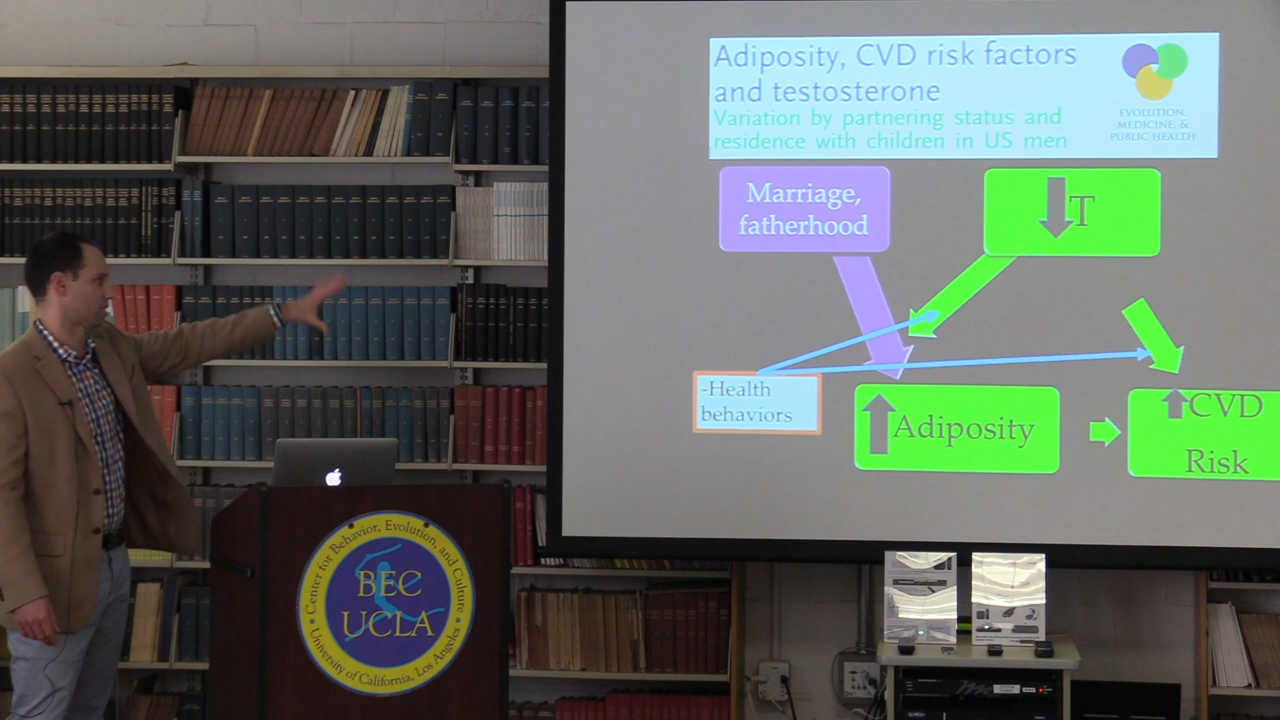 Adiposity, CVD risk factors
and testosterone
Variation by partnering status and
residence with children in US men
EVOLUTION,
MEDICINE, &
PUBLIC HEALTH
Marriage,
fatherhood
T
-Health
behaviors
Adiposity
CVD
Risk
Center for Behavior, Evolution, and Culture
BEC
UCLA
University of California, Los Angeles